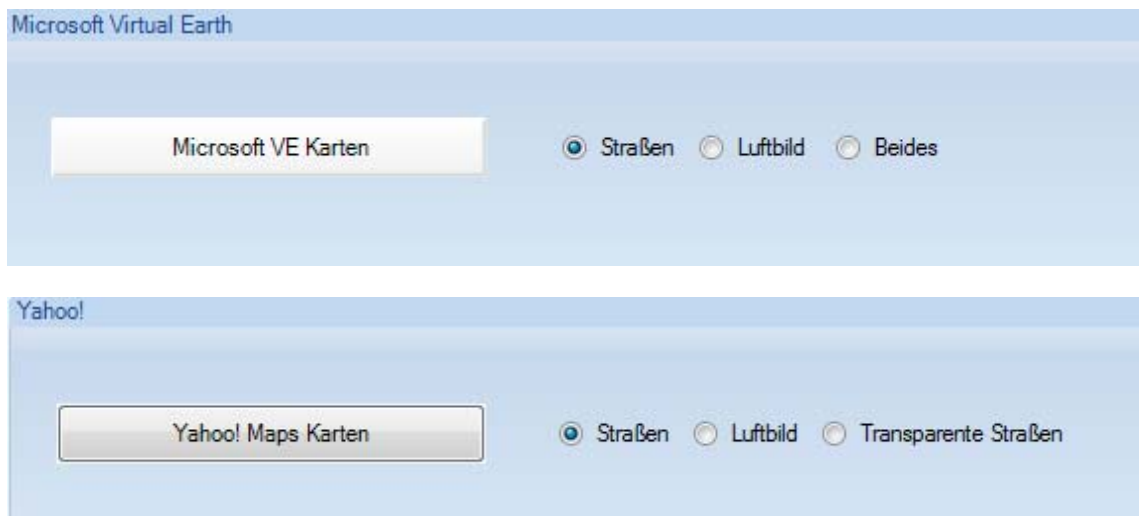 Microsoft Virtual Earth
Microsoft VE Karten Straßen Luftbild Beides
Yahoo!
Yahoo! Maps Karten Straßen Luftbild Transparente Straßen